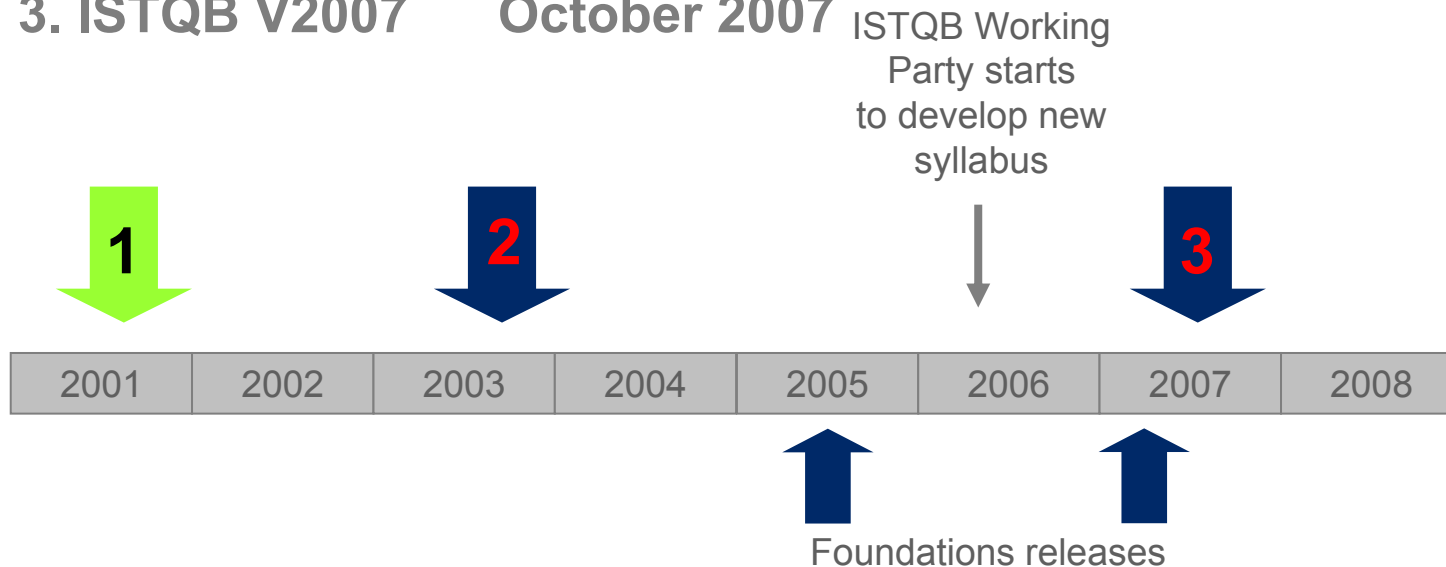 3. ISTQB V2007 October 2007
ISTQB Working
Party starts
to develop new
syllabus
1
2
3
2001 2002 2003 2004 2005 2006 2007 2008
Foundations releases